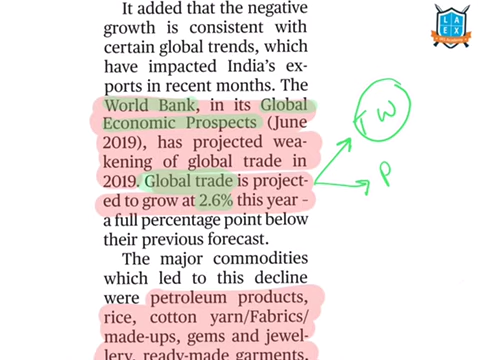 It added that the negative
growth is consistent with
certain global trends, which
have impacted India's ex-
ports in recent months. The
World Bank, in its Global
Economic Prospects (June
2019), has projected wea-
kening of global trade in
2019. Global trade is project-
ed to grow at 2.6% this year –
a full percentage point below
their previous forecast.
The major commodities
which led to this decline
were petroleum products,
rice, cotton yarn/Fabrics/
made-ups, gems and jewel-
lery, ready-made garments,
T W
P
L A
E X